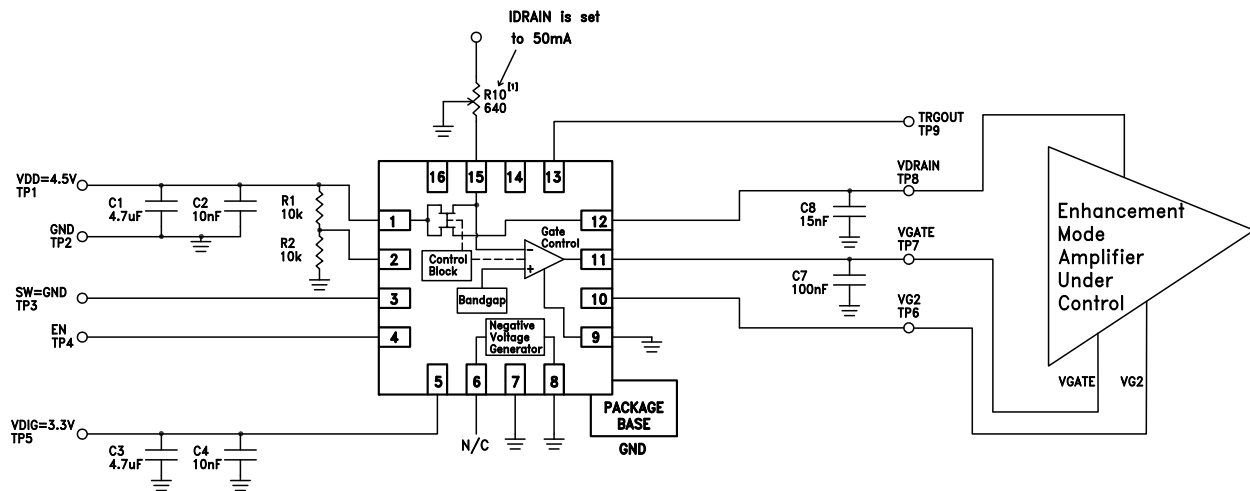 IDRAIN is set
to 50mA
R10[1]
640
TRGOUT
TP9
VDD=4.5V
TP1
C1
4.7uF
C2
10nF
R1
10k
R2
10k
GND
TP2
SW=GND
TP3
EN
TP4
VDIG=3.3V
TP5
C3
4.7uF
C4
10nF
16
15
14
13
1
2
3
4
12
11
10
9
5
6
7
8
Control
Block
Bandgap
Gate
Control
-
+
Negative
Voltage
Generator
N/C
PACKAGE
BASE
GND
VDRAIN
TP8
C8
15nF
VGATE
TP7
C7
100nF
VG2
TP6
Enhancement
Mode
Amplifier
Under
Control
VGATE
VG2